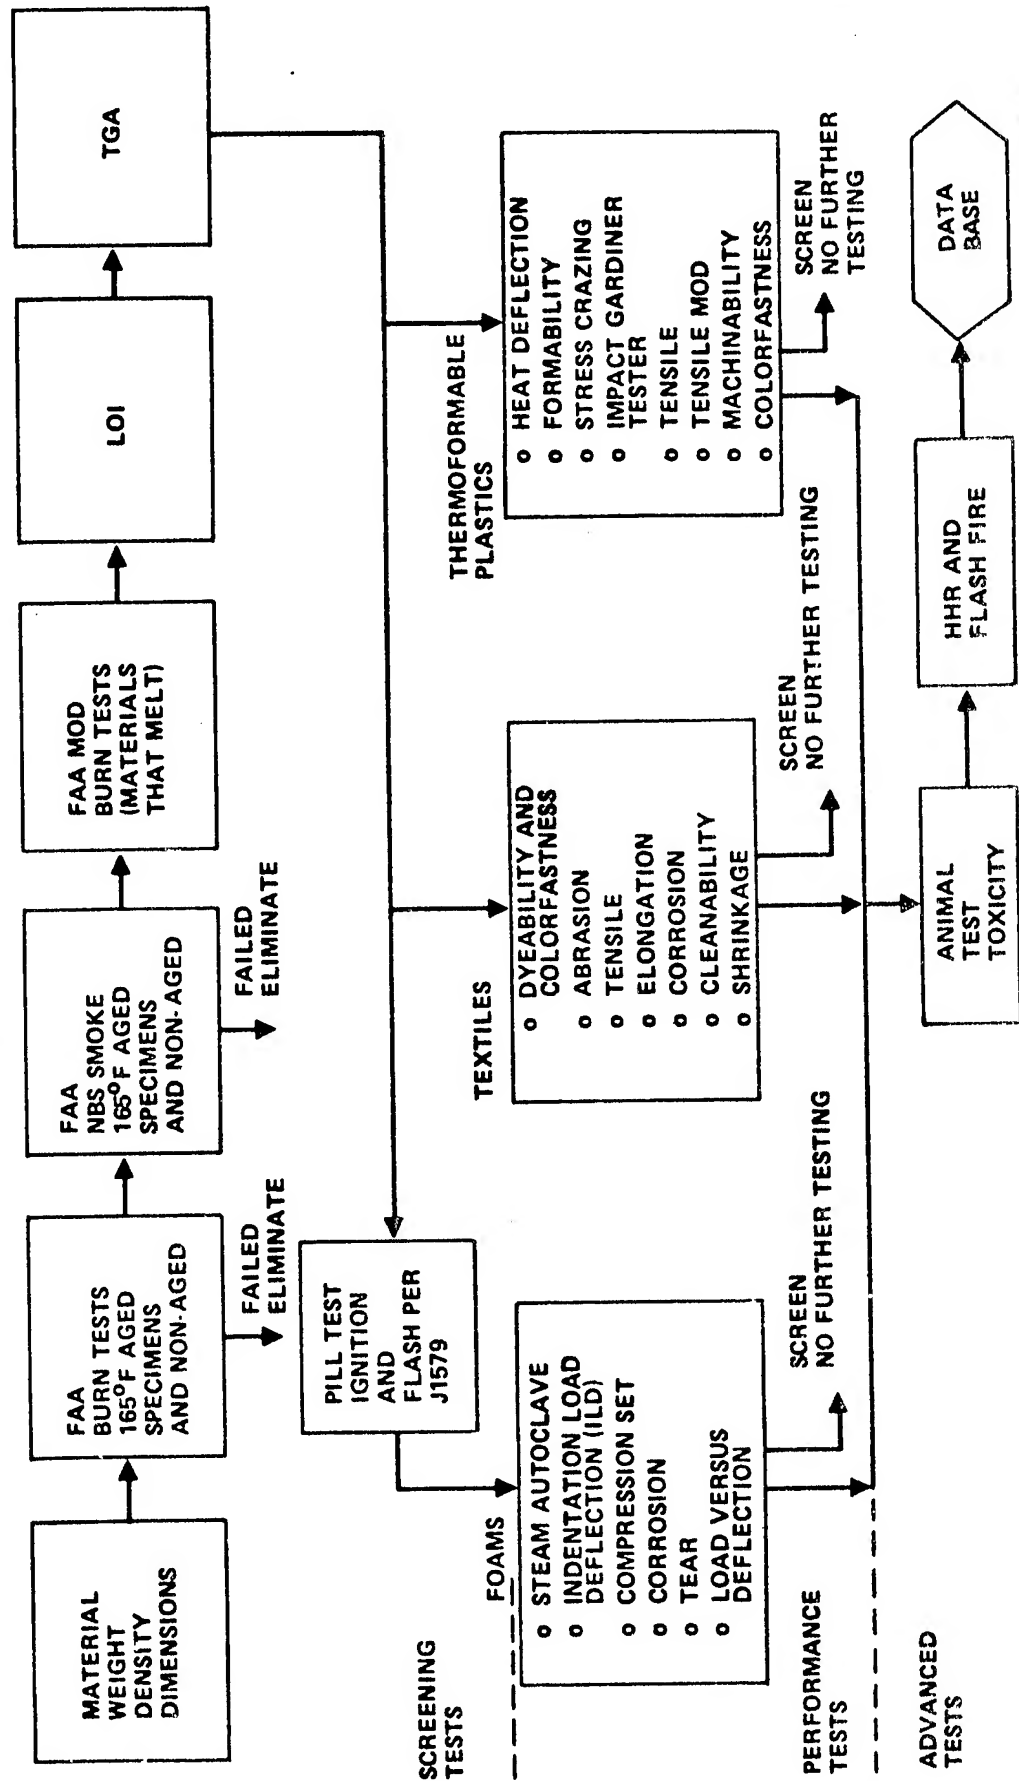 MATERIAL
WEIGHT
DENSITY
DIMENSIONS
FAA
BURN TESTS
165°F AGED
SPECIMENS
AND NON-AGED
FAILED
ELIMINATE
FAA
NBS SMOKE
165°F AGED
SPECIMENS
AND NON-AGED
FAILED
ELIMINATE
FAA MOD
BURN TESTS
(MATERIALS
THAT MELT)
LOI
TGA
SCREENING
TESTS
PILL TEST
IGNITION
AND
FLASH PER
J1579
FOAMS
o STEAM AUTOCLAVE
o INDENTATION LOAD
DEFLECTION (ILD)
o COMPRESSION SET
o CORROSION
o TEAR
o LOAD VERSUS
DEFLECTION
SCREEN
NO FURTHER TESTING
TEXTILES
o DYEABILITY AND
COLORFASTNESS
o ABRASION
o TENSILE
o ELONGATION
o CORROSION
o CLEANABILITY
o SHRINKAGE
SCREEN
NO FURTHER TESTING
THERMOFORMABLE
PLASTICS
o HEAT DEFLECTION
o FORMABILITY
o STRESS CRAZING
o IMPACT GARDINER
TESTER
o TENSILE
o TENSILE MOD
o MACHINABILITY
o COLORFASTNESS
SCREEN
NO FURTHER
TESTING
PERFORMANCE
TESTS
ADVANCED
TESTS
ANIMAL
TEST
TOXICITY
HHR AND
FLASH FIRE
DATA
BASE